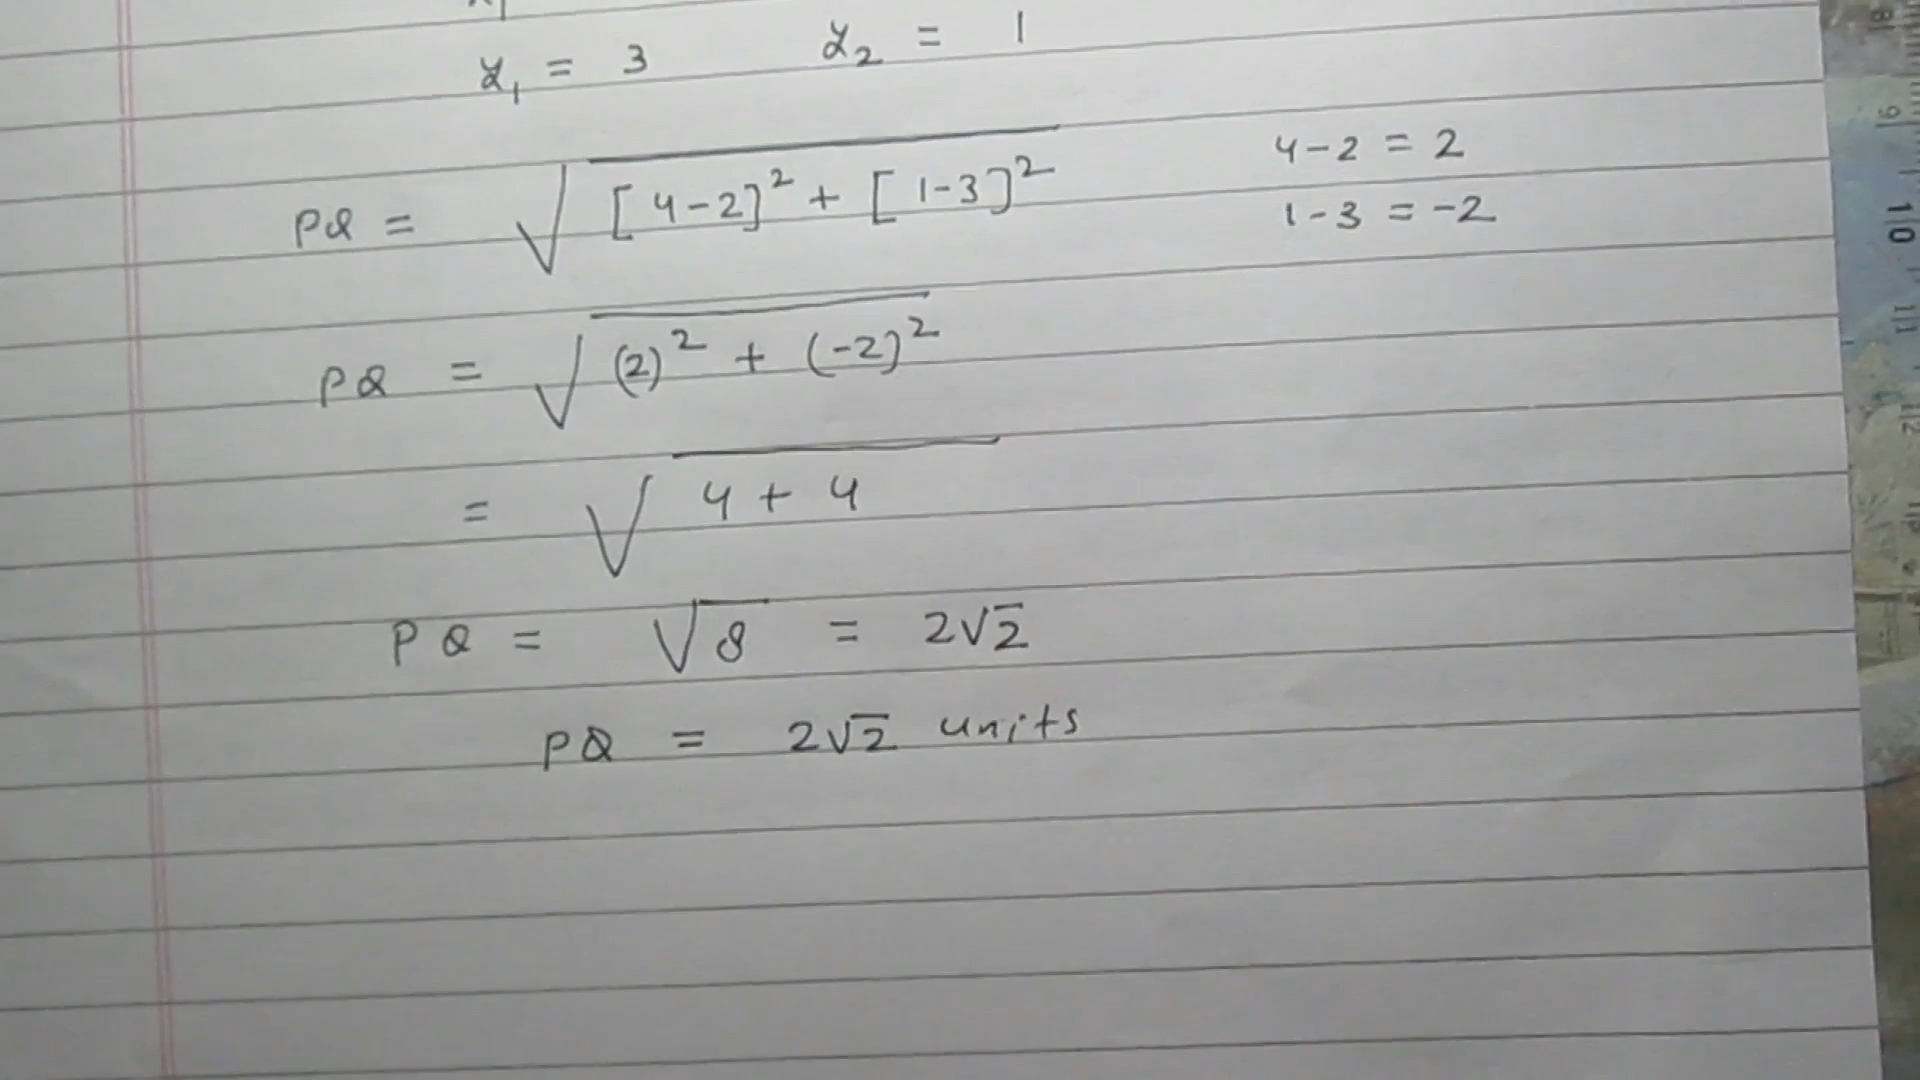 y₁ = 3 y₂ = 1
PQ = √[4-2]² + [1-3]² 4-2 = 2
1-3 = -2
PQ = √(2)² + (-2)²
= √4 + 4
PQ = √8 = 2√2
PQ = 2√2 units